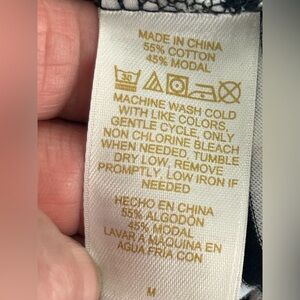 MADE IN CHINA
55% COTTON
45% MODAL
30
MACHINE WASH COLD
WITH LIKE COLORS,
GENTLE CYCLE, ONLY
NON CHLORINE BLEACH
WHEN NEEDED, TUMBLE
DRY LOW, REMOVE
PROMPTLY, LOW IRON IF
NEEDED
HECHO EN CHINA
55% ALGODÓN
45% MODAL
LAVAR A MAQUINA EN
AGUA FRÍA CON
M